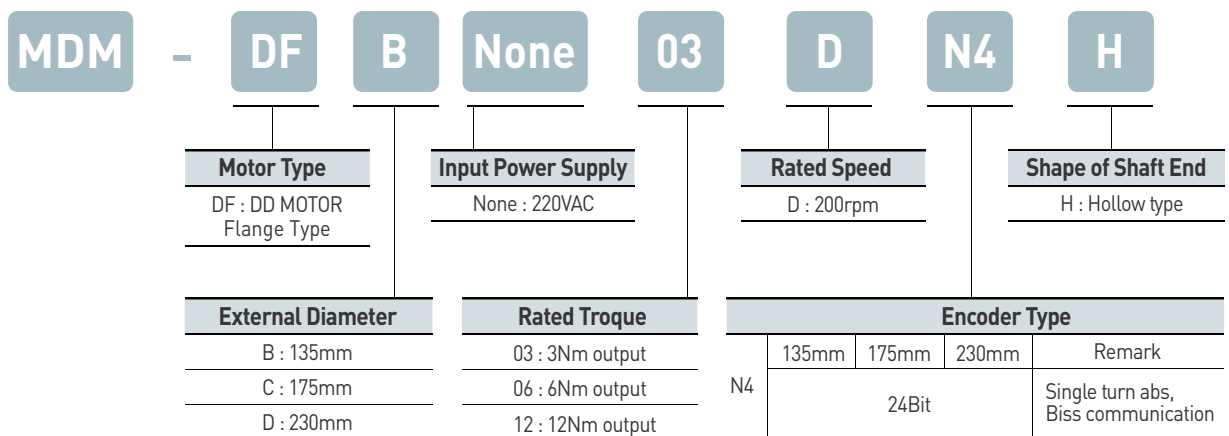 MDM - DF B None 03 D N4 H
Motor Type
DF : DD MOTOR
Flange Type
Input Power Supply
None : 220VAC
Rated Speed
D : 200rpm
Shape of Shaft End
H : Hollow type
External Diameter
B : 135mm
C : 175mm
D : 230mm
Rated Troque
03 : 3Nm output
06 : 6Nm output
12 : 12Nm output
Encoder Type
N4
135mm 175mm 230mm Remark
24Bit
Single turn abs,
Biss communication